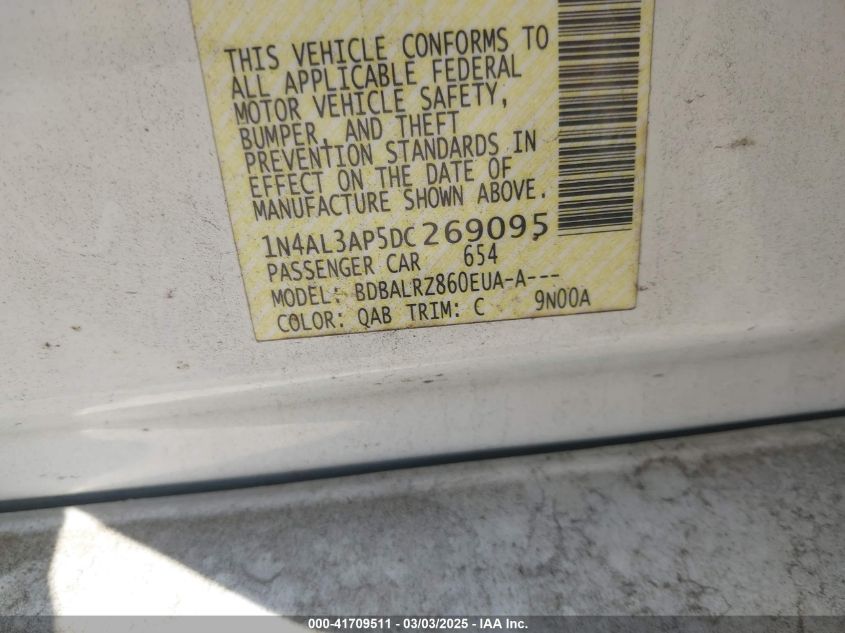 THIS VEHICLE CONFORMS TO
ALL APPLICABLE FEDERAL
MOTOR VEHICLE SAFETY,
BUMPER, AND THEFT
PREVENTION STANDARDS IN
EFFECT ON THE DATE OF
MANUFACTURE SHOWN ABOVE.
1N4AL3AP5DC269095
PASSENGER CAR 654
MODEL: BDBALRZ860EUA-A---
COLOR: QAB TRIM: C 9N00A
000-41709511 - 03/03/2025 - IAA Inc.